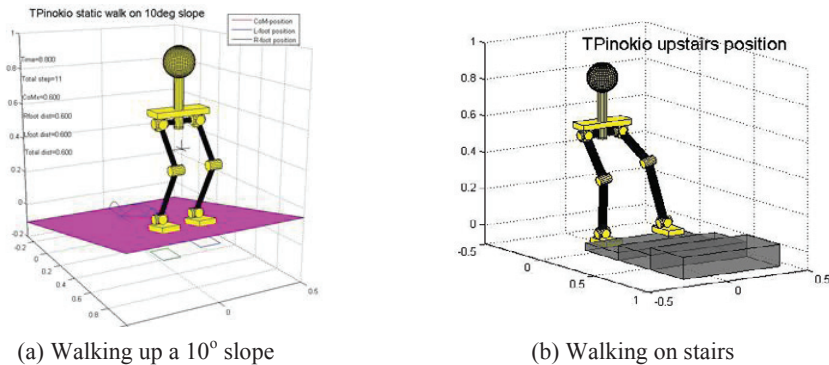 TPinokio static walk on 10deg slope
CoM-position
L-foot position
R-foot position
Time=8.800
Total step=11
CoMx=0.600
Rfoot dist=0.600
Lfoot dist=0.600
Total dist=0.600
1
0.8
0.6
0.4
0.2
0
-0.2
-0.2
0
0.2
0.4
0.6
0.8
0
0.5
(a) Walking up a 10° slope
TPinokio upstairs position
1
0.8
0.6
0.4
0.2
0
-0.5
0
0.5
1
-0.5
0
0.5
(b) Walking on stairs